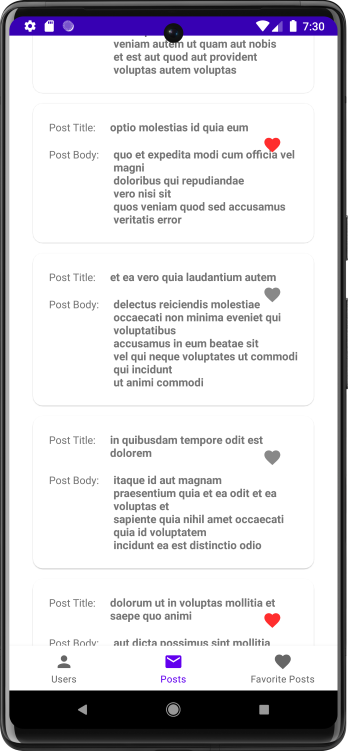 7:30
veniam autem ut quam aut nobis
et est aut quod aut provident
voluptas autem voluptas
Post Title: optio molestias id quia eum
Post Body: quo et expedita modi cum officia vel
magni
doloribus qui repudiandae
vero nisi sit
quos veniam quod sed accusamus
veritatis error
Post Title: et ea vero quia laudantium autem
Post Body: delectus reiciendis molestiae
occaecati non minima eveniet qui
voluptatibus
accusamus in eum beatae sit
vel qui neque voluptates ut commodi
qui incidunt
ut animi commodi
Post Title: in quibusdam tempore odit est
dolorem
Post Body: itaque id aut magnam
praesentium quia et ea odit et ea
voluptas et
sapiente quia nihil amet occaecati
quia id voluptatem
incidunt ea est distinctio odio
Post Title: dolorum ut in voluptas mollitia et
saepe quo animi
Post Body: aut dicta possimus sint mollitia
Users Posts Favorite Posts